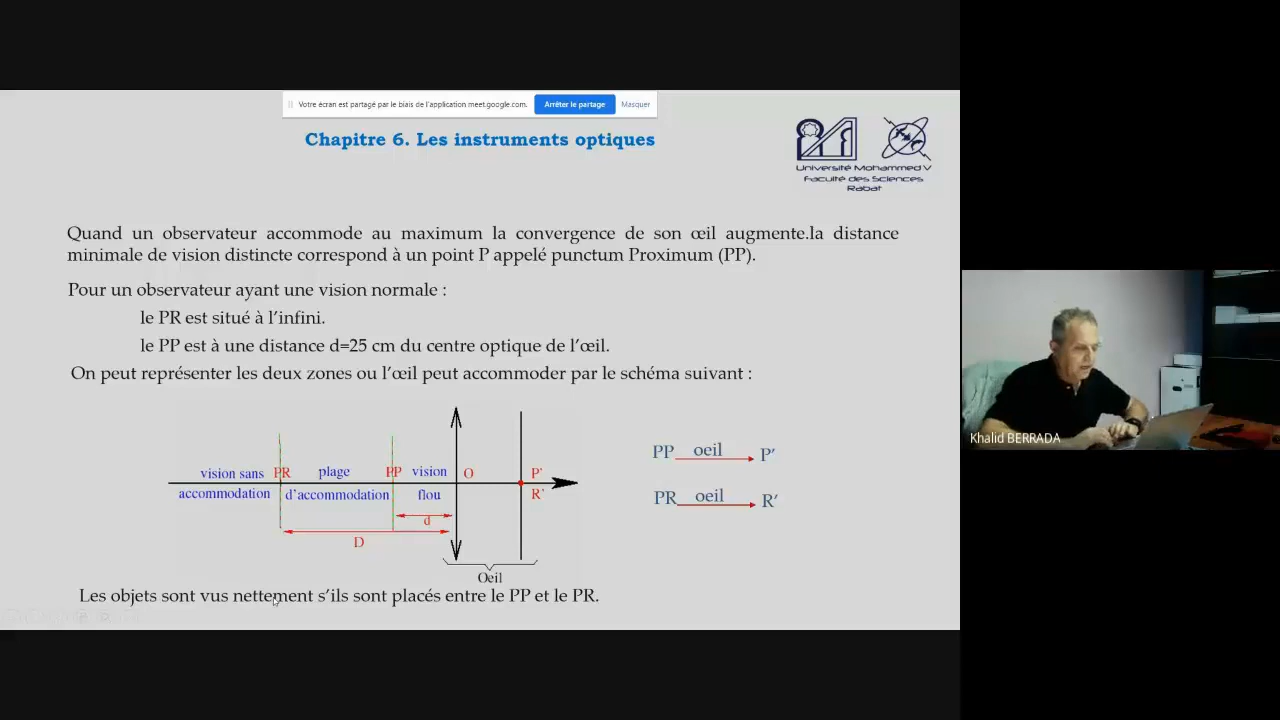 Votre écran est partagé par le biais de l'application meet.google.com. Arrêter le partage Masquer
Chapitre 6. Les instruments optiques
Université Mohammed V
Faculté des Sciences
Rabat
Quand un observateur accommode au maximum la convergence de son œil augmente.la distance
minimale de vision distincte correspond à un point P appelé punctum Proximum (PP).
Pour un observateur ayant une vision normale :
le PR est situé à l'infini.
le PP est à une distance d=25 cm du centre optique de l'œil.
On peut représenter les deux zones ou l'œil peut accommoder par le schéma suivant :
vision sans PR plage PP vision O P'
accommodation d'accommodation flou R'
d
D
Oeil
PP oeil P'
PR oeil R'
Les objets sont vus nettement s'ils sont placés entre le PP et le PR.
Khalid BERRADA